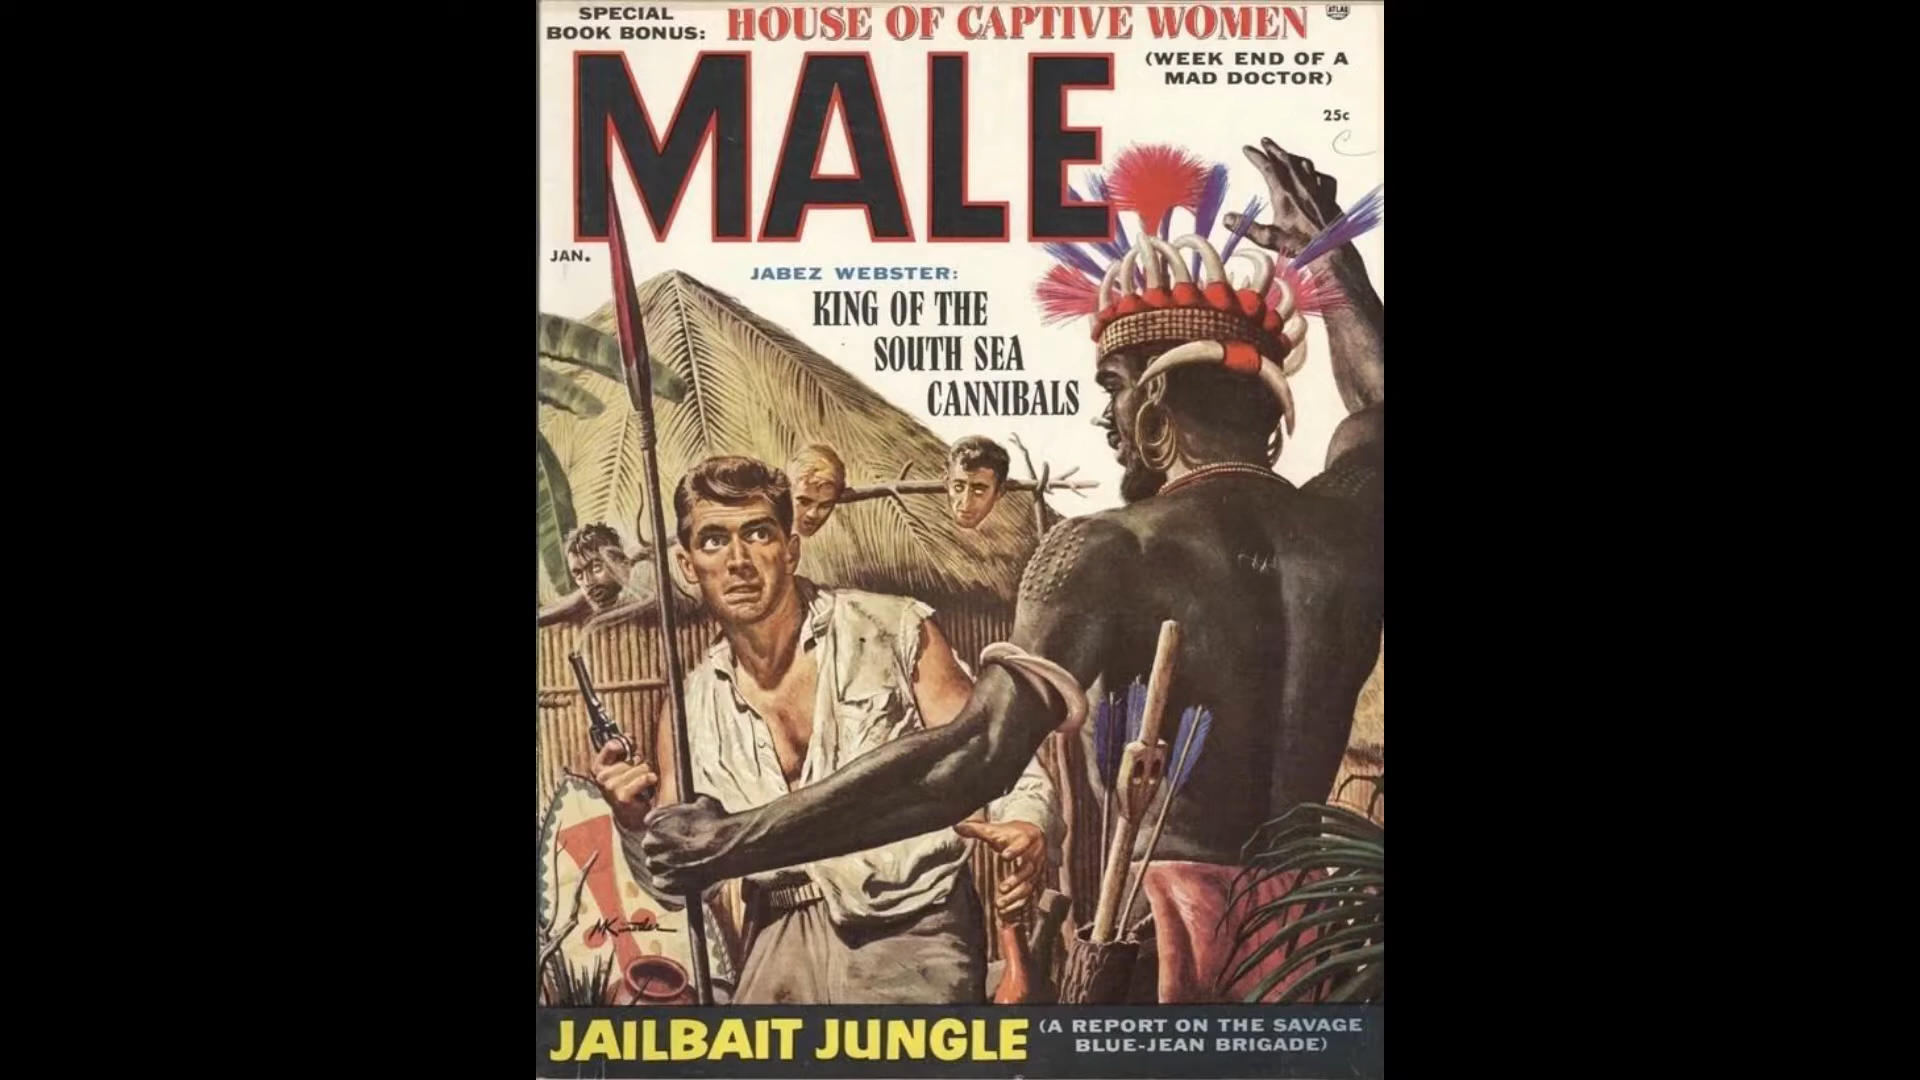 SPECIAL
BOOK BONUS:
HOUSE OF CAPTIVE WOMEN
ATLAS
(WEEK END OF A
MAD DOCTOR)
MALE
25c
JAN.
JABEZ WEBSTER:
KING OF THE
SOUTH SEA
CANNIBALS
JAILBAIT JUNGLE
(A REPORT ON THE SAVAGE
BLUE-JEAN BRIGADE)